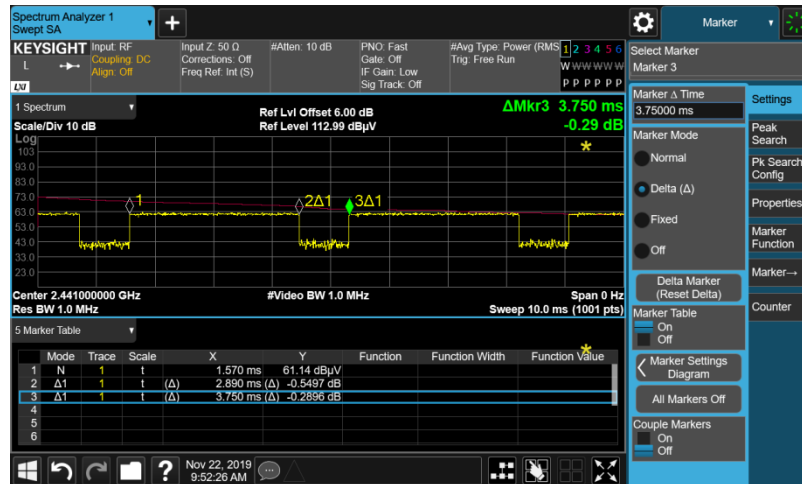 Spectrum Analyzer 1
Swept SA
+
Marker
KEYSIGHT
L
LXI
Input: RF
Coupling: DC
Align: Off
Input Z: 50 Ω
Corrections: Off
Freq Ref: Int (S)
#Atten: 10 dB
PNO: Fast
Gate: Off
IF Gain: Low
Sig Track: Off
#Avg Type: Power (RMS
Trig: Free Run
1 2 3 4 5 6
W W W W W W
P P P P P P
Select Marker
Marker 3
1 Spectrum
Scale/Div 10 dB
Ref Lvl Offset 6.00 dB
Ref Level 112.99 dBµV
ΔMkr3 3.750 ms
-0.29 dB
Log
103
93.0
83.0
73.0
63.0
53.0
43.0
33.0
23.0
1
2Δ1
3Δ1
*
Center 2.441000000 GHz
Res BW 1.0 MHz
#Video BW 1.0 MHz
Span 0 Hz
Sweep 10.0 ms (1001 pts)
5 Marker Table
Mode Trace Scale X Y Function Function Width Function Value
1 N 1 t 1.570 ms 61.14 dBµV
2 Δ1 1 t (Δ) 2.890 ms (Δ) -0.5497 dB
3 Δ1 1 t (Δ) 3.750 ms (Δ) -0.2896 dB
4
5
6
*
Marker Δ Time
3.75000 ms
Marker Mode
Normal
Delta (Δ)
Fixed
Off
Delta Marker
(Reset Delta)
Marker Table
On
Off
Marker Settings
Diagram
All Markers Off
Couple Markers
On
Off
Settings
Peak
Search
Pk Search
Config
Properties
Marker
Function
Marker→
Counter
?
Nov 22, 2019
9:52:26 AM